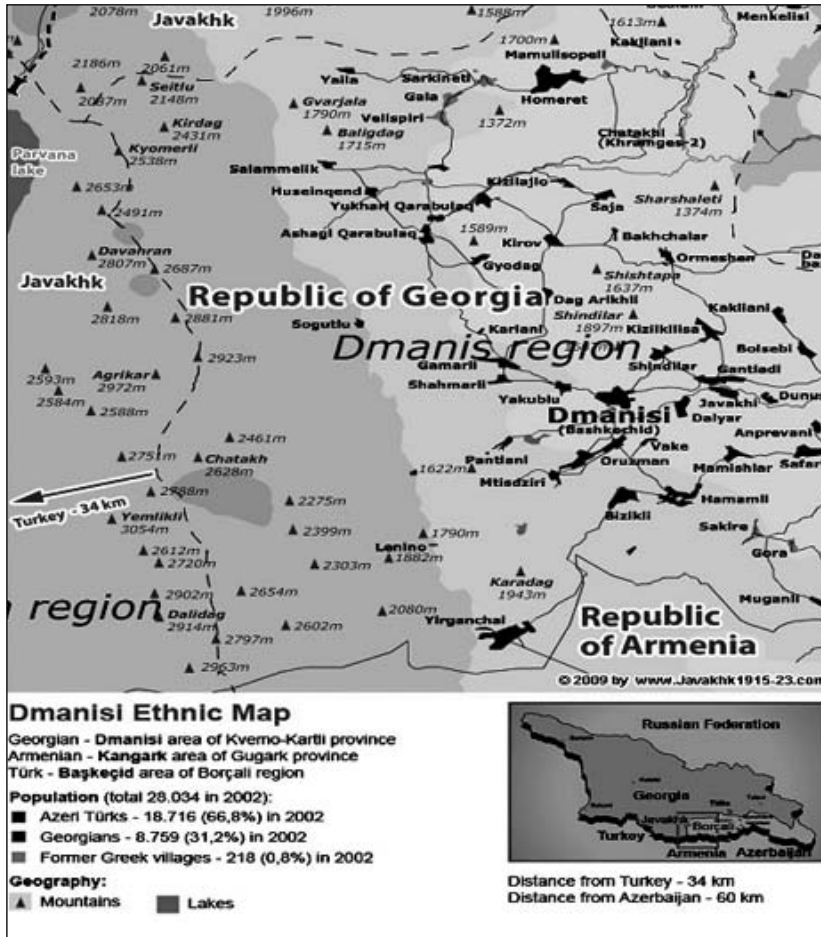 2078m
Javakhk
1996m
1588m
1613m
Menkelisi
1700m
Kakliani
2186m
2061m
Mamulisopeli
Seitlu
2148m
Yaila
Sarkineti
Homeret
2087m
Gvarjala
1790m
Gala
Velispiri
1372m
Kirdag
2431m
Baligdag
1715m
Chatakhi
(Khramges-2)
Kyomerli
2538m
Parvana
lake
Salammelik
2653m
Huseinqend
Kizilajlo
Sharshaleti
1374m
Yukhari Qarabulaq
Saja
2491m
1589m
Ashagi Qarabulaq
Kirov
Bakhchalar
Davahran
2807m
2687m
Gyodag
Ormeshen
Javakhk
Shishtapa
1637m
Republic of Georgia
Dag Arikhli
Kakliani
2818m
2881m
Sogutlu
Kariani
Shindilar
1897m
Kizilkilisa
Dmanis region
Bolsebi
2923m
Gamarli
Shindilar
2593m
Agrikar
2972m
Gantiadi
2584m
2588m
Shahmarli
Yakublu
Javakhi
Dunus
Dmanisi
(Bashkechid)
Dalyar
2461m
Anprevani
Vake
2751m
Chatakh
2628m
Pantiani
Oruzman
1622m
Mtisdziri
Mamishlar
Safar
Turkey - 34 km
2788m
2275m
Bizikli
Hamamli
Yemlikli
3054m
2399m
1790m
Sakire
2612m
2720m
Lenino
1882m
2303m
Gora
Karadag
1943m
2902m
2654m
region
Dalidag
2914m
2080m
Muganli
2602m
Yirganchai
Republic
of Armenia
2797m
2963m
© 2009 by www.Javakhk1915-23.com
Dmanisi Ethnic Map
Georgian - Dmanisi area of Kverno-Kartli province
Armenian - Kangark area of Gugark province
Türk - Başkeçid area of Borçali region
Population (total 28.034 in 2002):
Azeri Türks - 18.716 (66,8%) in 2002
Georgians - 8.759 (31,2%) in 2002
Former Greek villages - 218 (0,8%) in 2002
Geography:
Mountains
Lakes
Russian Federation
Georgia
Javakhk
Borçali
Turkey
Armenia
Azerbaijan
Distance from Turkey - 34 km
Distance from Azerbaijan - 60 km